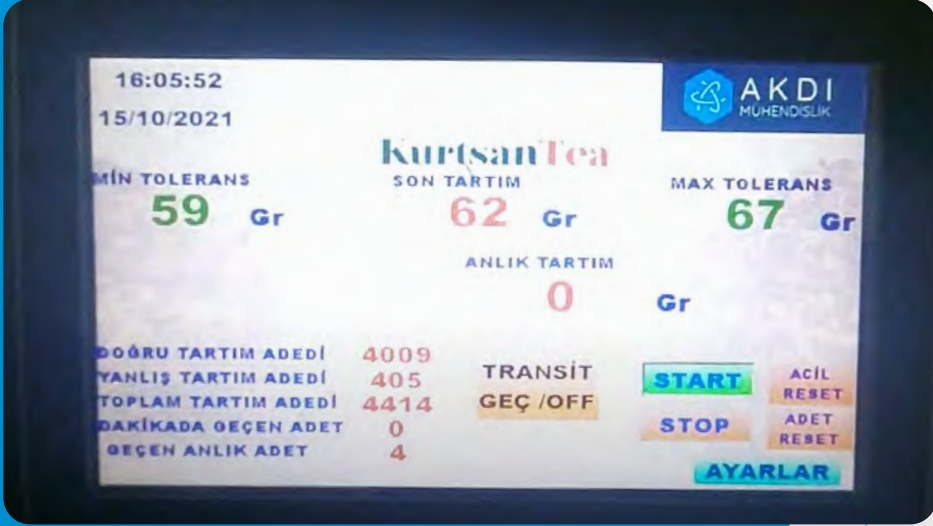 16:05:52
15/10/2021
AKDI
MÜHENDİSLİK
KurtsanTea
MİN TOLERANS
59 Gr
SON TARTIM
62 Gr
MAX TOLERANS
67 Gr
ANLIK TARTIM
0 Gr
DOĞRU TARTIM ADEDİ 4009
YANLIŞ TARTIM ADEDİ 405
TOPLAM TARTIM ADEDİ 4414
DAKİKADA GEÇEN ADET 0
GEÇEN ANLIK ADET 4
TRANSİT
GEÇ /OFF
START
STOP
ACİL
RESET
ADET
RESET
AYARLAR